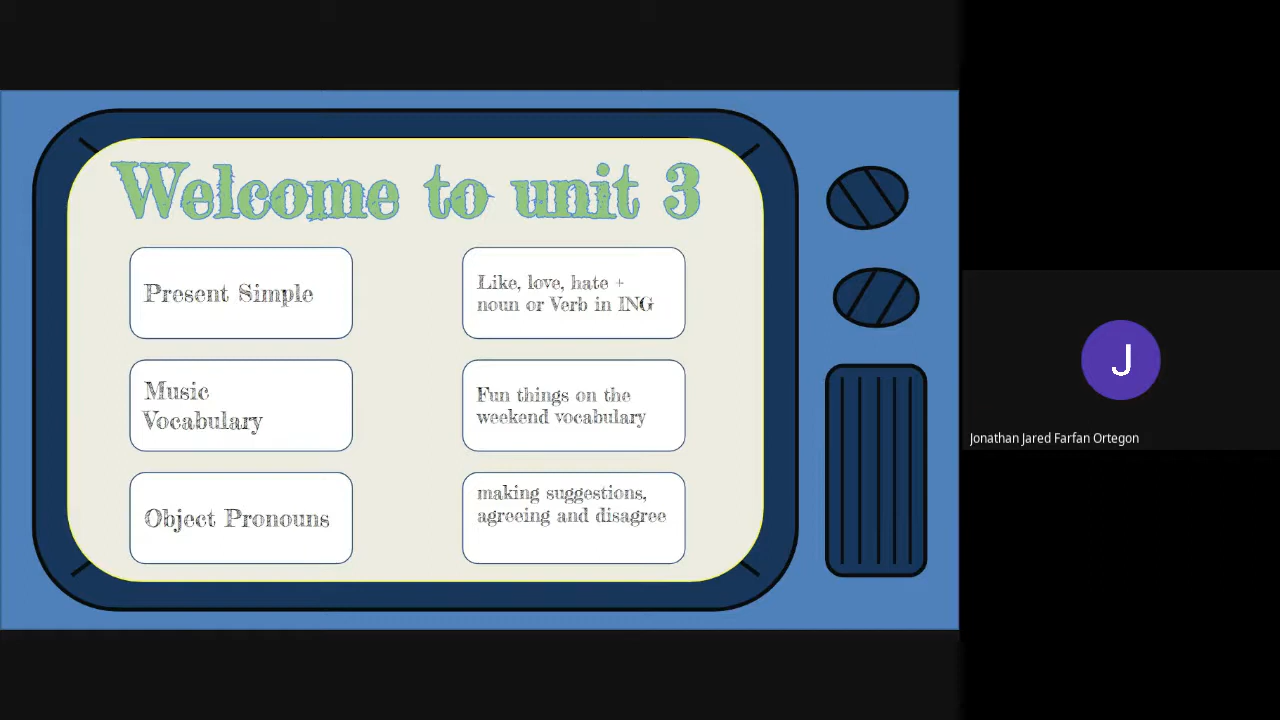 Welcome to unit 3
Present Simple
Like, love, hate +
noun or Verb in ING
Music
Vocabulary
Fun things on the
weekend vocabulary
Object Pronouns
making suggestions,
agreeing and disagree
J
Jonathan Jared Farfan Ortegon